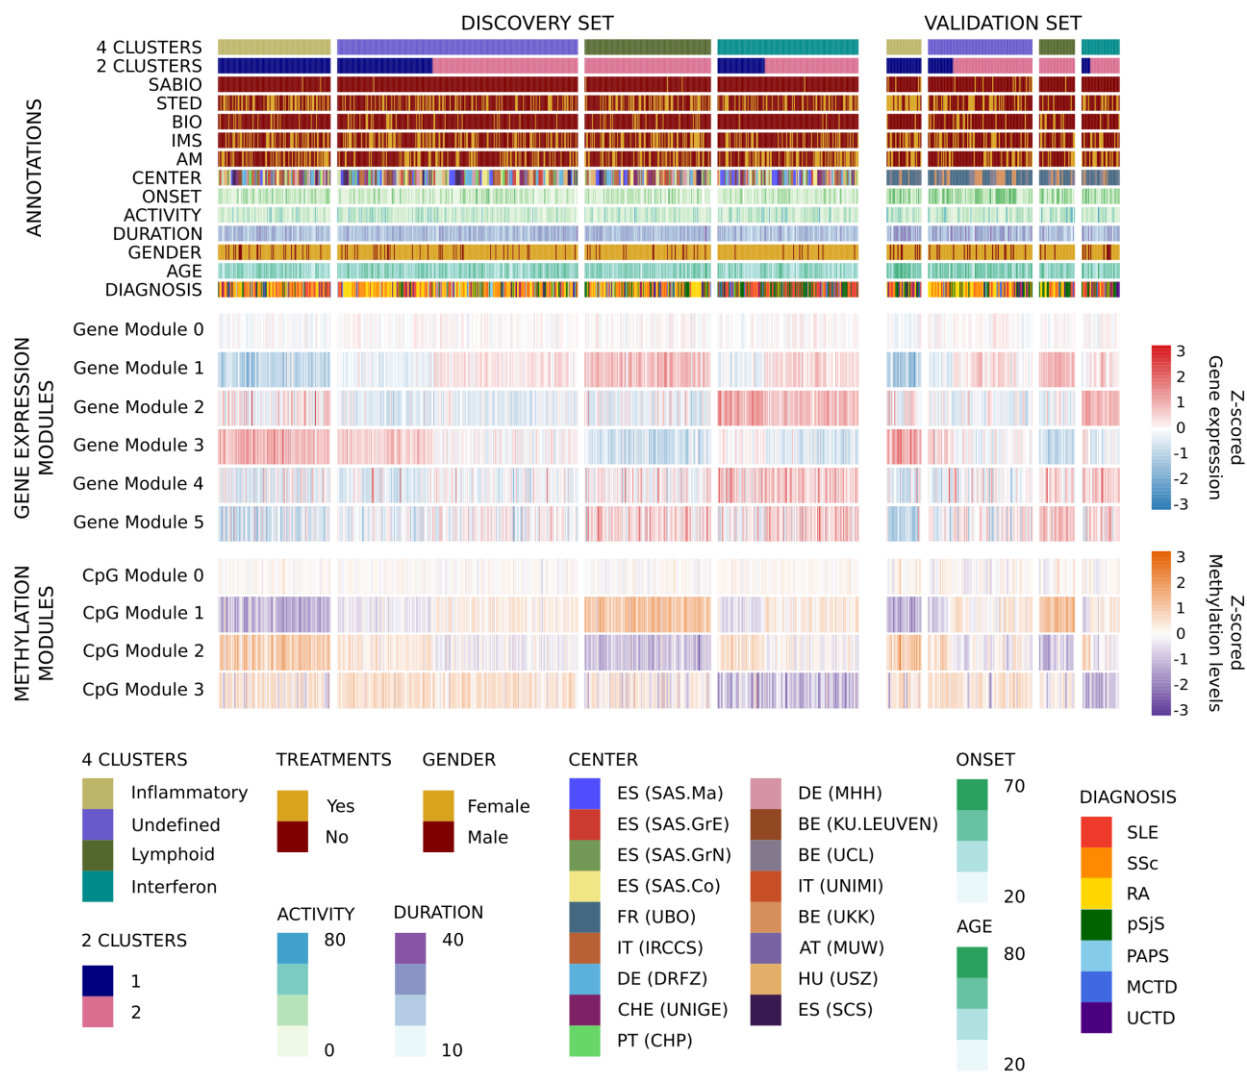 DISCOVERY SET
VALIDATION SET
ANNOTATIONS
4 CLUSTERS
2 CLUSTERS
SABIO
STED
BIO
IMS
AM
CENTER
ONSET
ACTIVITY
DURATION
GENDER
AGE
DIAGNOSIS
GENE EXPRESSION
MODULES
Gene Module 0
Gene Module 1
Gene Module 2
Gene Module 3
Gene Module 4
Gene Module 5
3
2
1
0
-1
-2
-3
Z-scored
Gene expression
METHYLATION
MODULES
CpG Module 0
CpG Module 1
CpG Module 2
CpG Module 3
3
2
1
0
-1
-2
-3
Z-scored
Methylation levels
4 CLUSTERS
Inflammatory
Undefined
Lymphoid
Interferon
2 CLUSTERS
1
2
TREATMENTS
Yes
No
GENDER
Female
Male
ACTIVITY
80
0
DURATION
40
10
CENTER
ES (SAS.Ma)
ES (SAS.GrE)
ES (SAS.GrN)
ES (SAS.Co)
FR (UBO)
IT (IRCCS)
DE (DRFZ)
CHE (UNIGE)
PT (CHP)
DE (MHH)
BE (KU.LEUVEN)
BE (UCL)
IT (UNIMI)
BE (UKK)
AT (MUW)
HU (USZ)
ES (SCS)
ONSET
70
20
AGE
80
20
DIAGNOSIS
SLE
SSc
RA
pSjS
PAPS
MCTD
UCTD